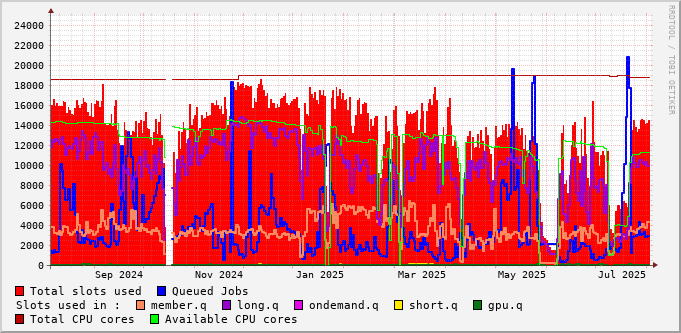 24000
22000
20000
18000
16000
14000
12000
10000
8000
6000
4000
2000
0
Sep 2024 Nov 2024 Jan 2025 Mar 2025 May 2025 Jul 2025
Total slots used Queued Jobs
Slots used in : member.q long.q ondemand.q short.q gpu.q
Total CPU cores Available CPU cores
RRDTOOL / TOBI OETIKER